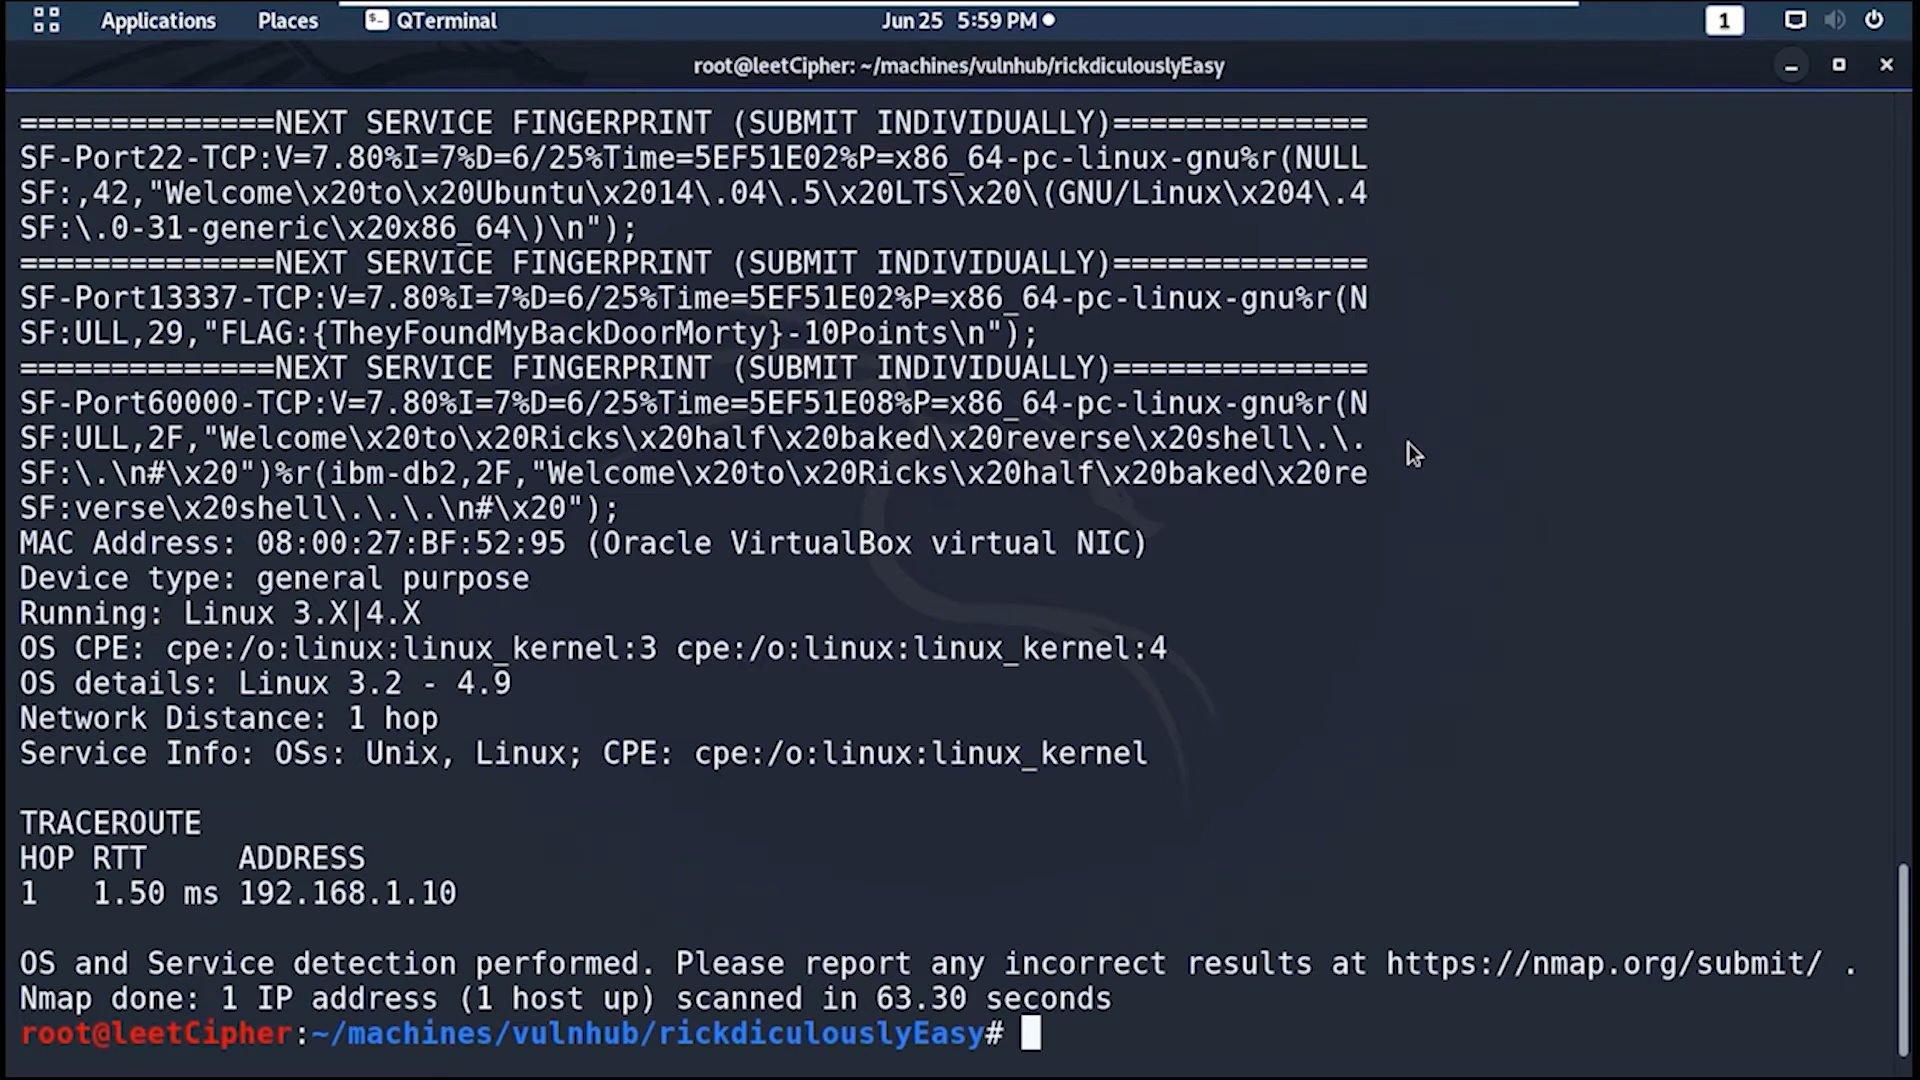 Applications Places QTerminal Jun 25 5:59 PM 1
root@leetCipher: ~/machines/vulnhub/rickdiculouslyEasy
==============NEXT SERVICE FINGERPRINT (SUBMIT INDIVIDUALLY)==============
SF-Port22-TCP:V=7.80%I=7%D=6/25%Time=5EF51E02%P=x86_64-pc-linux-gnu%r(NULL
SF:,42,"Welcome\x20to\x20Ubuntu\x2014\.04\.5\x20LTS\x20\(GNU/Linux\x204\.4
SF:\.0-31-generic\x20x86_64\)\n");
==============NEXT SERVICE FINGERPRINT (SUBMIT INDIVIDUALLY)==============
SF-Port13337-TCP:V=7.80%I=7%D=6/25%Time=5EF51E02%P=x86_64-pc-linux-gnu%r(N
SF:ULL,29,"FLAG:{TheyFoundMyBackDoorMorty}-10Points\n");
==============NEXT SERVICE FINGERPRINT (SUBMIT INDIVIDUALLY)==============
SF-Port60000-TCP:V=7.80%I=7%D=6/25%Time=5EF51E08%P=x86_64-pc-linux-gnu%r(N
SF:ULL,2F,"Welcome\x20to\x20Ricks\x20half\x20baked\x20reverse\x20shell\.\.
SF:\.\n#\x20")%r(ibm-db2,2F,"Welcome\x20to\x20Ricks\x20half\x20baked\x20re
SF:verse\x20shell\.\.\.\n#\x20");
MAC Address: 08:00:27:BF:52:95 (Oracle VirtualBox virtual NIC)
Device type: general purpose
Running: Linux 3.X|4.X
OS CPE: cpe:/o:linux:linux_kernel:3 cpe:/o:linux:linux_kernel:4
OS details: Linux 3.2 - 4.9
Network Distance: 1 hop
Service Info: OSs: Unix, Linux; CPE: cpe:/o:linux:linux_kernel
TRACEROUTE
HOP RTT     ADDRESS
1   1.50 ms 192.168.1.10
OS and Service detection performed. Please report any incorrect results at https://nmap.org/submit/ .
Nmap done: 1 IP address (1 host up) scanned in 63.30 seconds
root@leetCipher:~/machines/vulnhub/rickdiculouslyEasy#